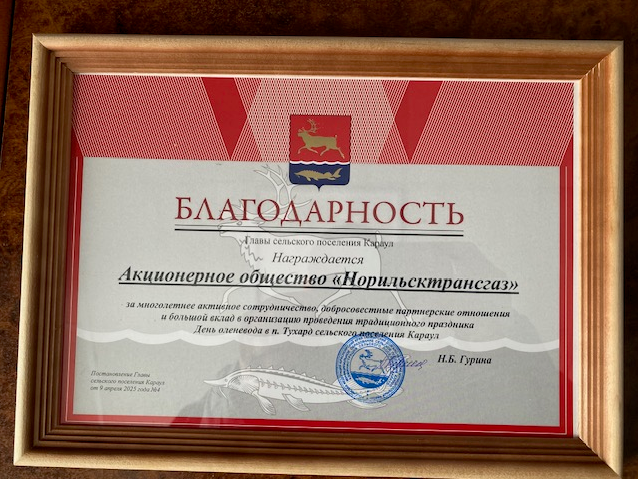 БЛАГОДАРНОСТЬ
Главы сельского поселения Караул
Награждается
Акционерное общество «Норильсктрансгаз»
за многолетнее активное сотрудничество, добросовестные партнерские отношения
и большой вклад в организацию проведения традиционного праздника
День оленевода в п. Тухард сельского поселения Караул
Н.Б. Гурина
Постановление Главы
сельского поселения Караул
от 9 апреля 2025 года №4